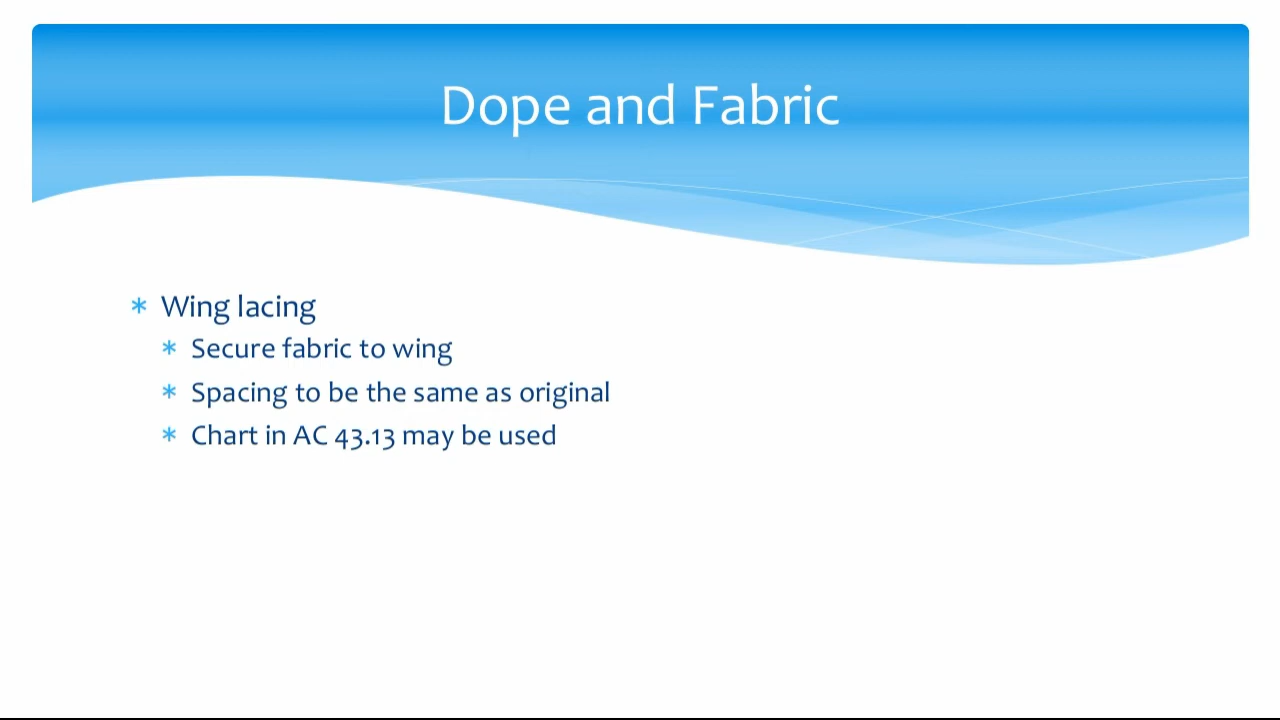 Dope and Fabric
* Wing lacing
* Secure fabric to wing
* Spacing to be the same as original
* Chart in AC 43.13 may be used